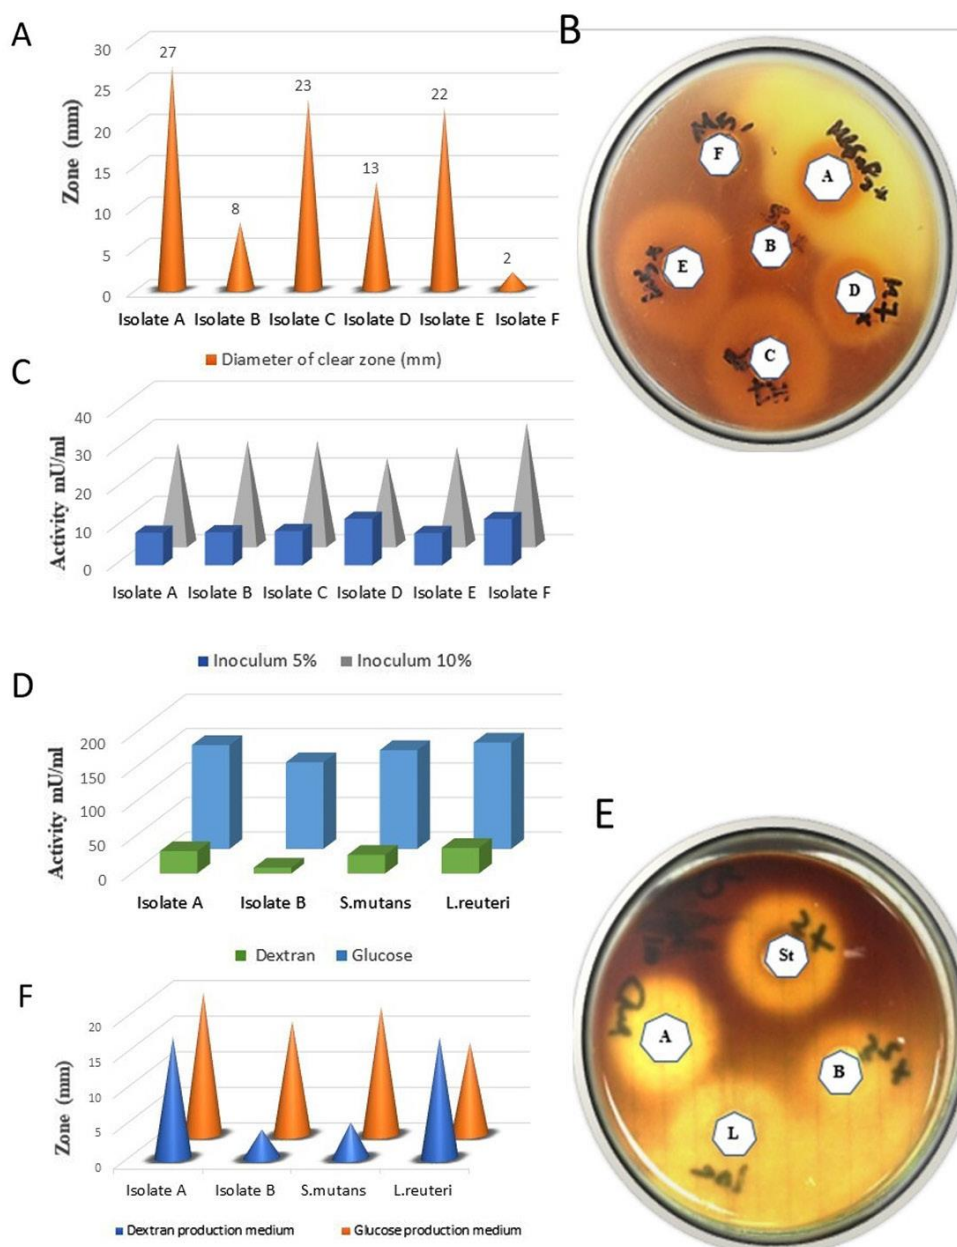 A
30
25
20
15
10
5
0
Zone (mm)
27
8
23
13
22
2
Isolate A Isolate B Isolate C Isolate D Isolate E Isolate F
Diameter of clear zone (mm)
B
F
A
B
E
D
M7x
C
C
40
30
20
10
0
Activity mU/ml
Isolate A Isolate B Isolate C Isolate D Isolate E Isolate F
Inoculum 5% Inoculum 10%
D
200
150
100
50
0
Activity mU/ml
Isolate A Isolate B S.mutans L.reuteri
Dextran Glucose
E
St
A
B
L
F
20
15
10
5
0
Zone (mm)
Isolate A Isolate B S.mutans L.reuteri
Dextran production medium Glucose production medium